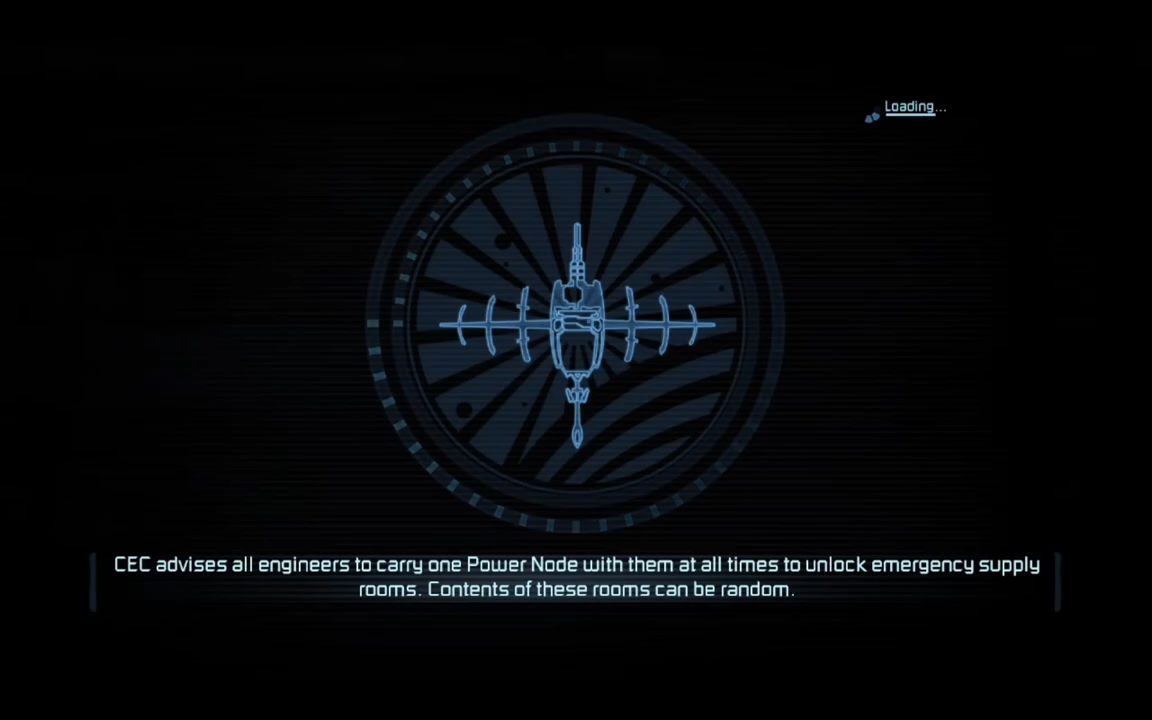 Loading...
CEC advises all engineers to carry one Power Node with them at all times to unlock emergency supply
rooms. Contents of these rooms can be random.